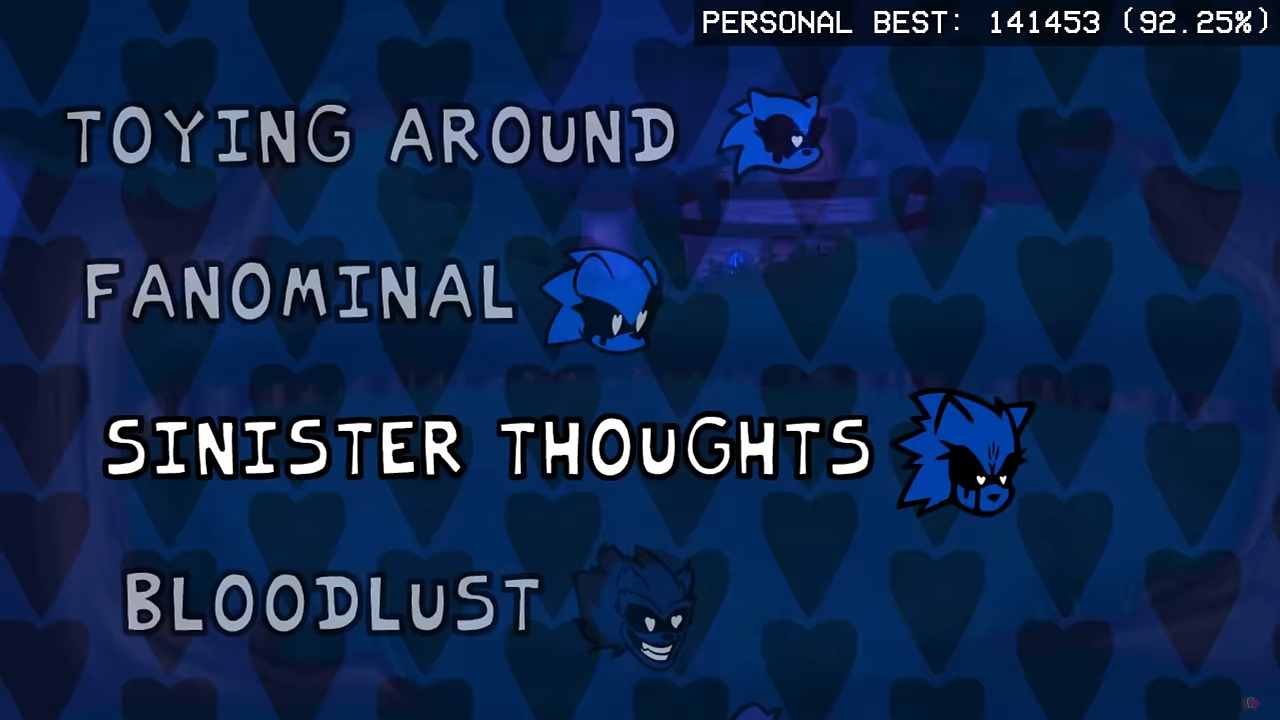 PERSONAL BEST: 141453 (92.25%)
TOYING AROUND
FANOMINAL
SINISTER THOUGHTS
BLOODLUST